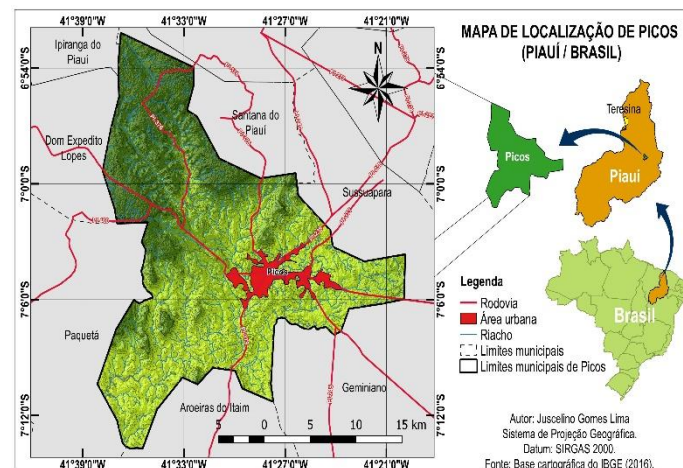 MAPA DE LOCALIZAÇÃO DE PICOS
(PIAUÍ / BRASIL)
41°39'0"S
41°33'0"S
41°27'0"S
41°21'0"S
6°54'0"S
7°0'0"S
7°6'0"S
7°12'0"S
Ipiranga do
Piauí
Santana do
Piauí
Dom Expedito
Lopes
Sussuapara
Picos
Paquetá
Geminiano
Aroeiras do Itaim
N
5 0 5 10 15 km
41°39'0"S
41°33'0"S
41°27'0"S
41°21'0"S
6°54'0"S
7°0'0"S
7°6'0"S
7°12'0"S
Teresina
Picos
Piauí
Brasil
Legenda
Rodovia
Área urbana
Riacho
Limites municipais
Limites municipais de Picos
Autor: Juscelino Gomes Lima
Sistema de Projeção Geográfica.
Datum: SIRGAS 2000.
Fonte: Base cartográfica do IBGE (2016).